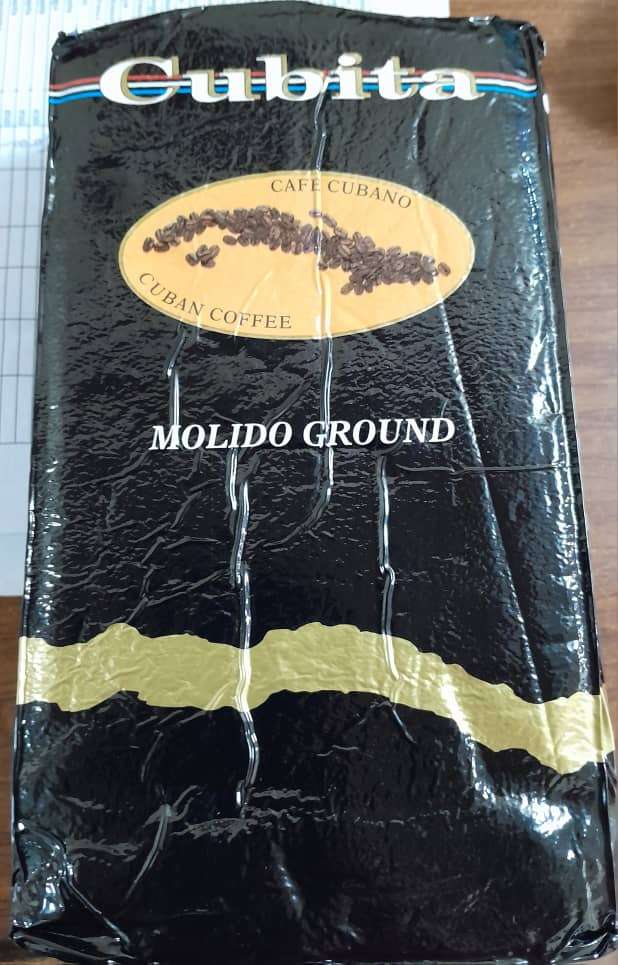 Cubita
CAFE CUBANO
CUBAN COFFEE
MOLIDO GROUND